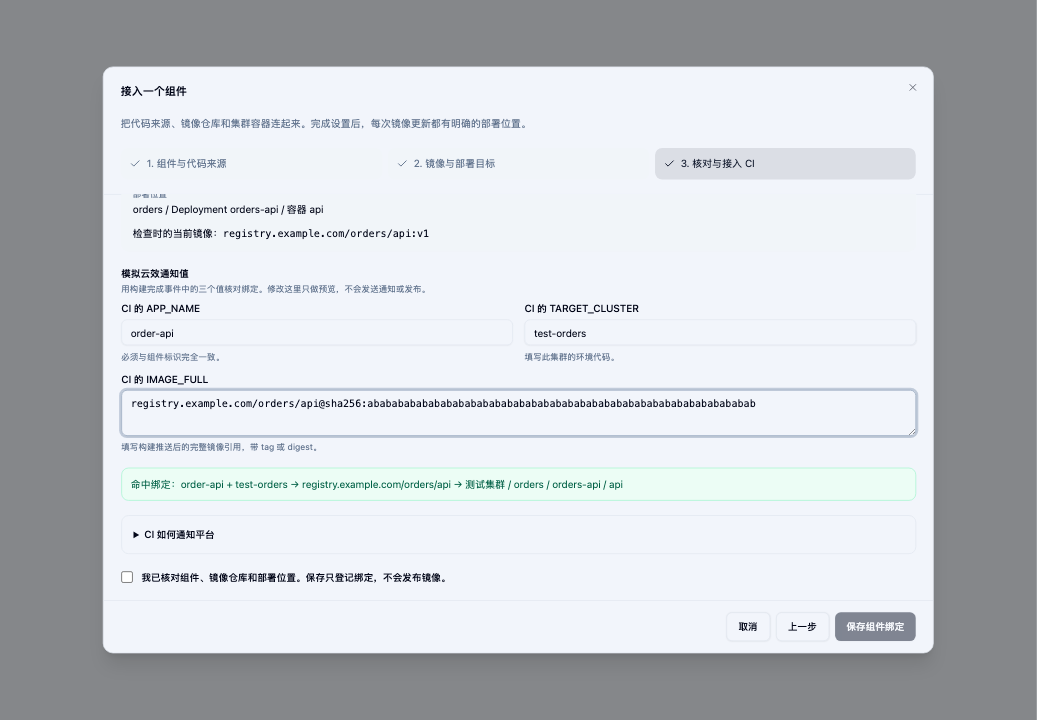 接入一个组件
把代码来源、镜像仓库和集群容器连起来。完成设置后，每次镜像更新都有明确的部署位置。
1. 组件与代码来源
2. 镜像与部署目标
3. 核对与接入 CI
部署位置
orders / Deployment orders-api / 容器 api
检查时的当前镜像：registry.example.com/orders/api:v1
模拟云效通知值
用构建完成事件中的三个值核对绑定。修改这里只做预览，不会发送通知或发布。
CI 的 APP_NAME
CI 的 TARGET_CLUSTER
order-api
test-orders
必须与组件标识完全一致。
填写此集群的环境代码。
CI 的 IMAGE_FULL
registry.example.com/orders/api@sha256:abababababababababababababababababababababababababababababababab
填写构建推送后的完整镜像引用，带 tag 或 digest。
命中绑定：order-api + test-orders → registry.example.com/orders/api → 测试集群 / orders / orders-api / api
CI 如何通知平台
我已核对组件、镜像仓库和部署位置。保存只登记绑定，不会发布镜像。
取消
上一步
保存组件绑定